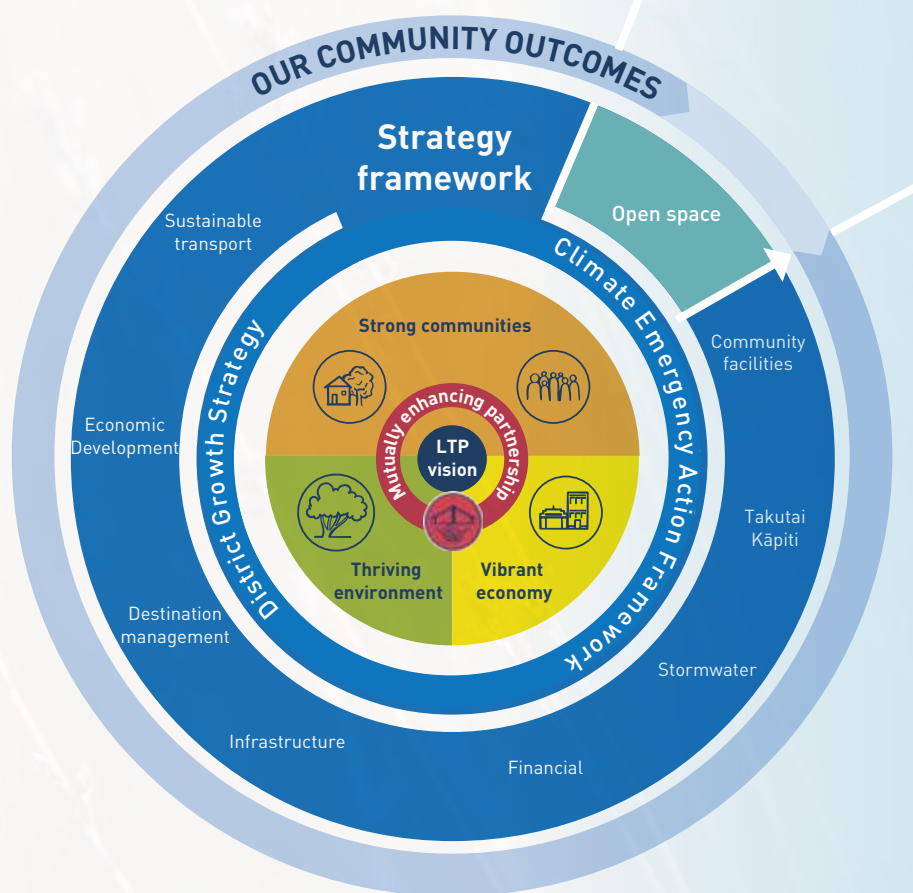 OUR COMMUNITY OUTCOMES
Strategy
framework
Open space
Sustainable
transport
Community
facilities
Economic
Development
Takutai
Kāpiti
Destination
management
Stormwater
Infrastructure
Financial
District Growth Strategy
Climate Emergency Action Framework
Strong communities
Mutually enhancing partnership
LTP
vision
Thriving
environment
Vibrant
economy